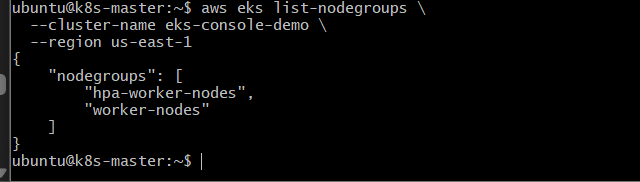 ubuntu@k8s-master:~$ aws eks list-nodegroups \
  --cluster-name eks-console-demo \
  --region us-east-1
{
    "nodegroups": [
        "hpa-worker-nodes",
        "worker-nodes"
    ]
}
ubuntu@k8s-master:~$